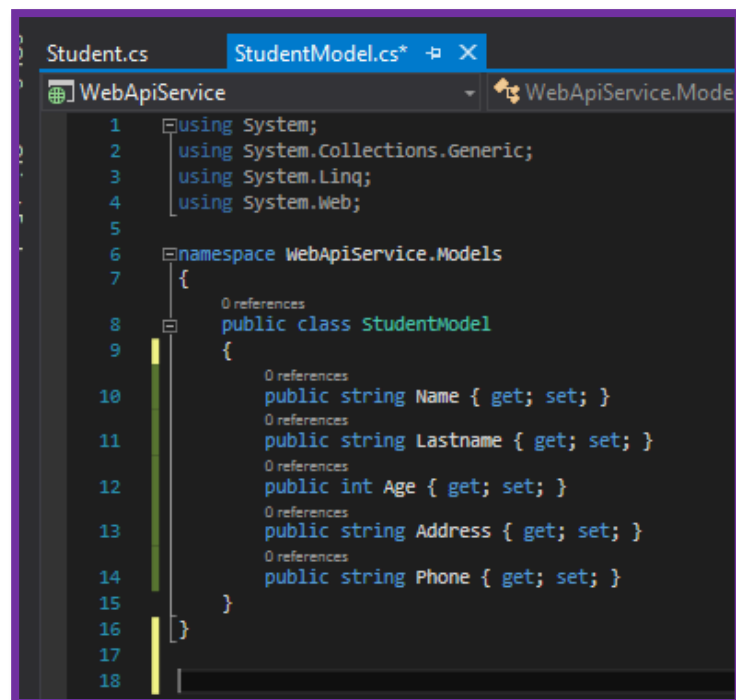 Student.cs StudentModel.cs*
WebApiService WebApiService.Mode
1 using System;
2 using System.Collections.Generic;
3 using System.Linq;
4 using System.Web;
5
6 namespace WebApiService.Models
7 {
0 references
8 public class StudentModel
9 {
0 references
10 public string Name { get; set; }
0 references
11 public string Lastname { get; set; }
0 references
12 public int Age { get; set; }
0 references
13 public string Address { get; set; }
0 references
14 public string Phone { get; set; }
15 }
16 }
17
18